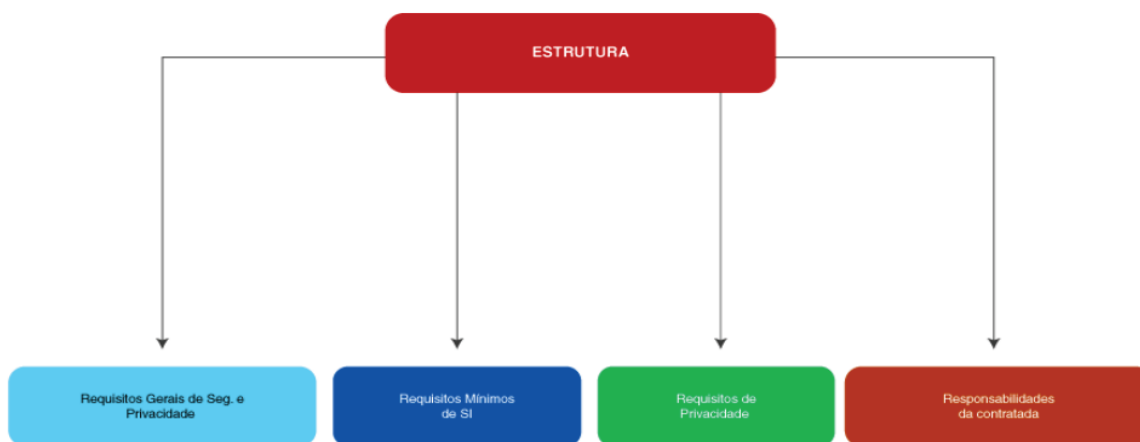 ESTRUTURA
Requisitos Gerais de Seg. e
Privacidade
Requisitos Mínimos
de SI
Requisitos de
Privacidade
Responsabilidades
da contratada